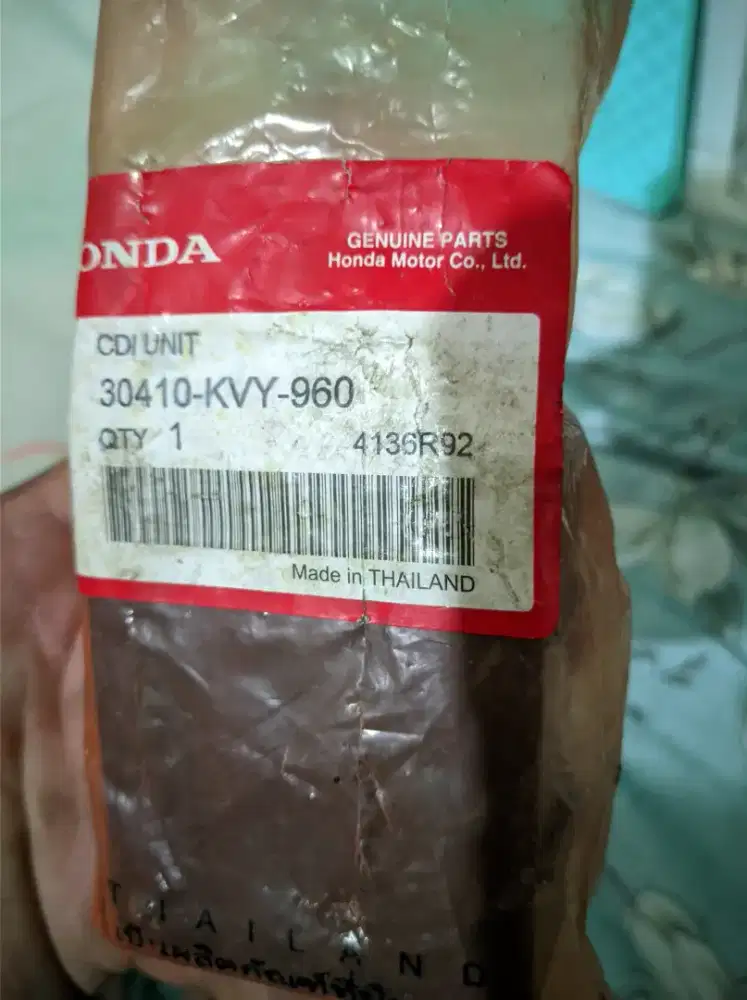 ONDA
GENUINE PARTS
Honda Motor Co., Ltd.
CDI UNIT
30410-KVY-960
QTY 1 4136R92
Made in THAILAND
T I A I L A N D